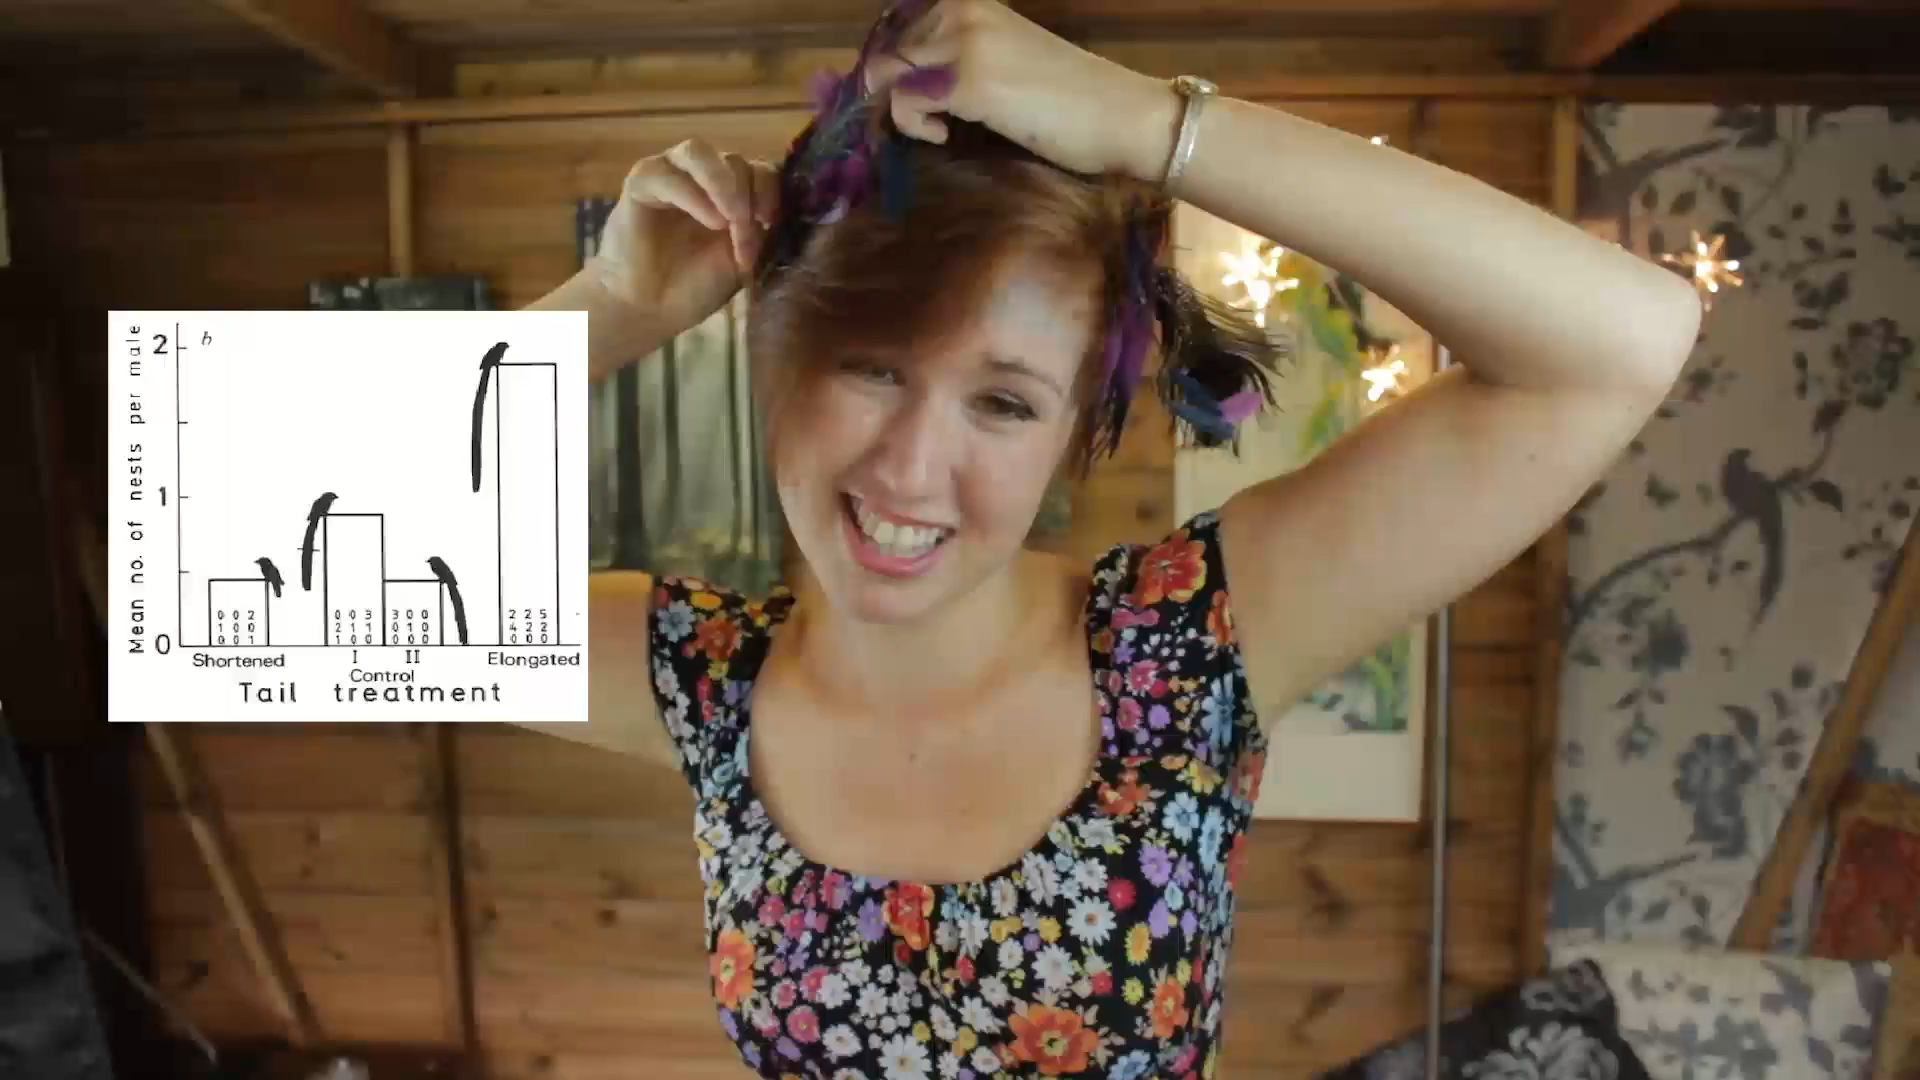 Mean no. of nests per male
b
2
1
0
0 0 2 0 0 3 3 0 0 2 2 5
1 0 0 2 1 1 0 1 0 4 2 2
0 0 1 1 0 0 0 0 0 0 0 0
Shortened I II Elongated
Control
Tail treatment